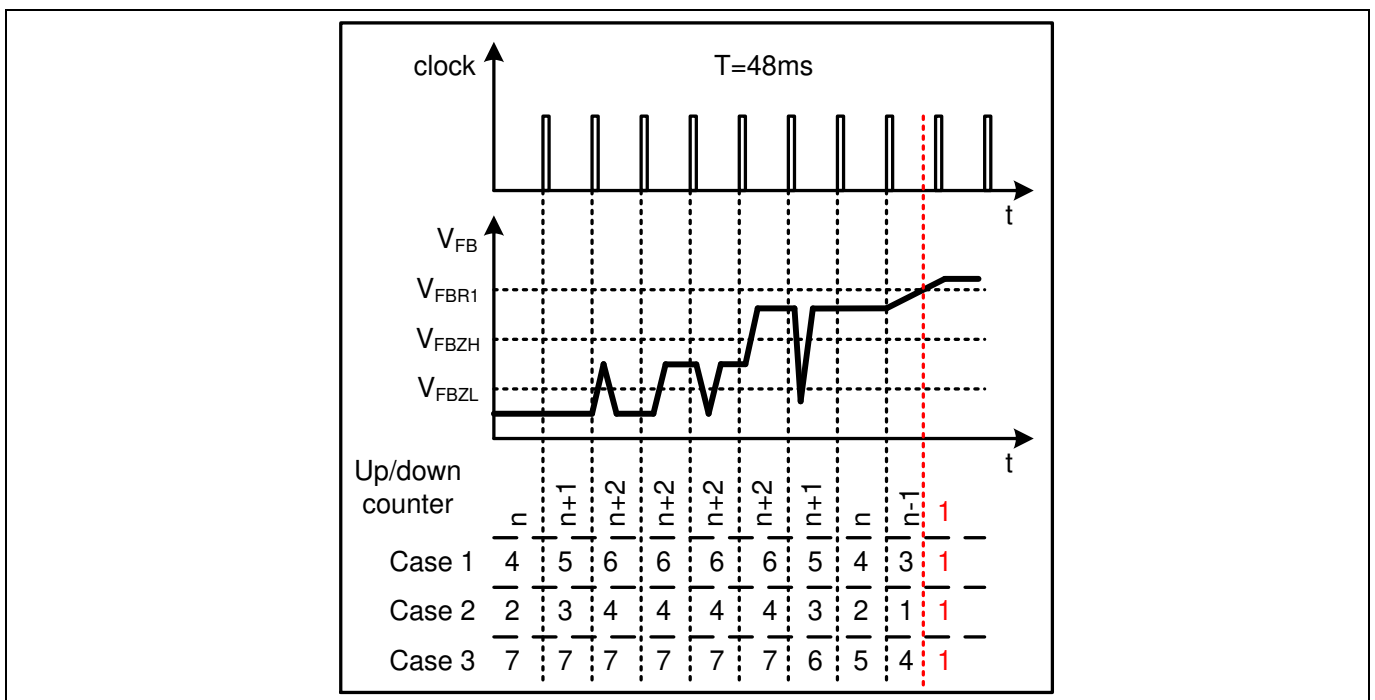 clock T=48ms
t
VFB
VFBR1
VFBZH
VFBZL
t
Up/down
counter n n+1 n+2 n+2 n+2 n+2 n+1 n n-1 1
Case 1 4 5 6 6 6 6 5 4 3 1
Case 2 2 3 4 4 4 4 3 2 1 1
Case 3 7 7 7 7 7 7 6 5 4 1